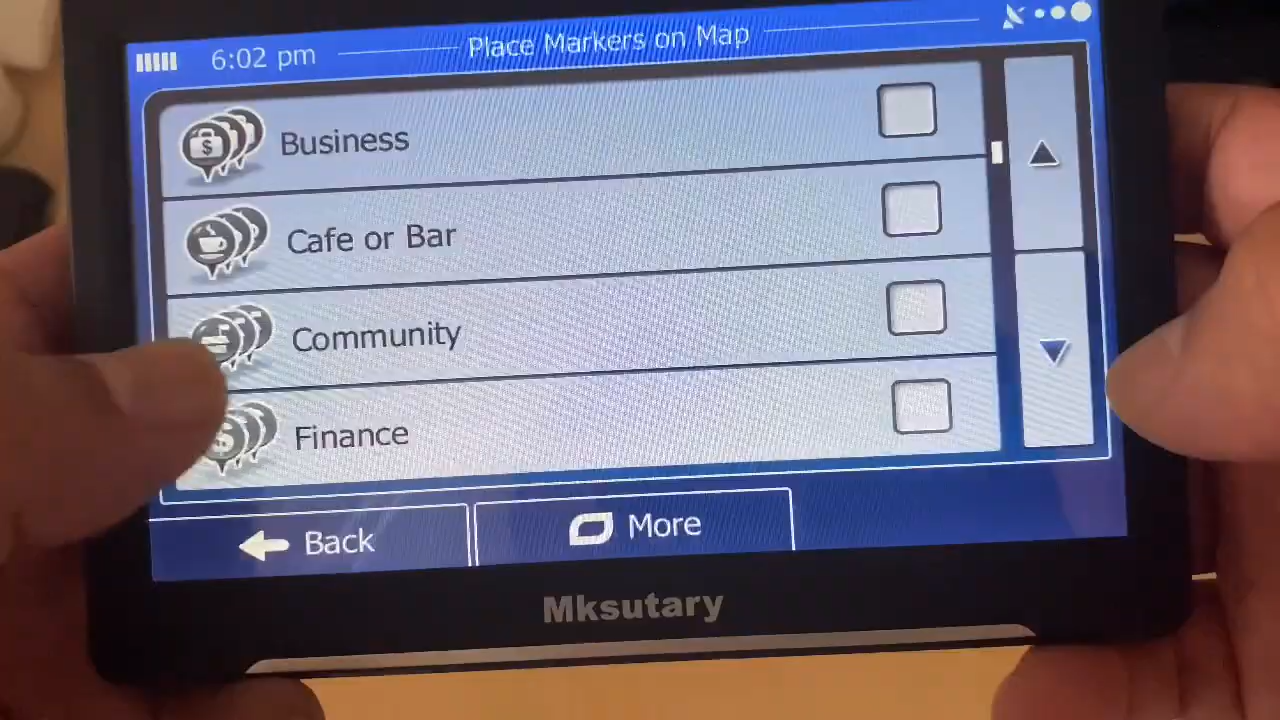 6:02 pm
Place Markers on Map
Business
Cafe or Bar
Community
Finance
Back
More
Mksutary